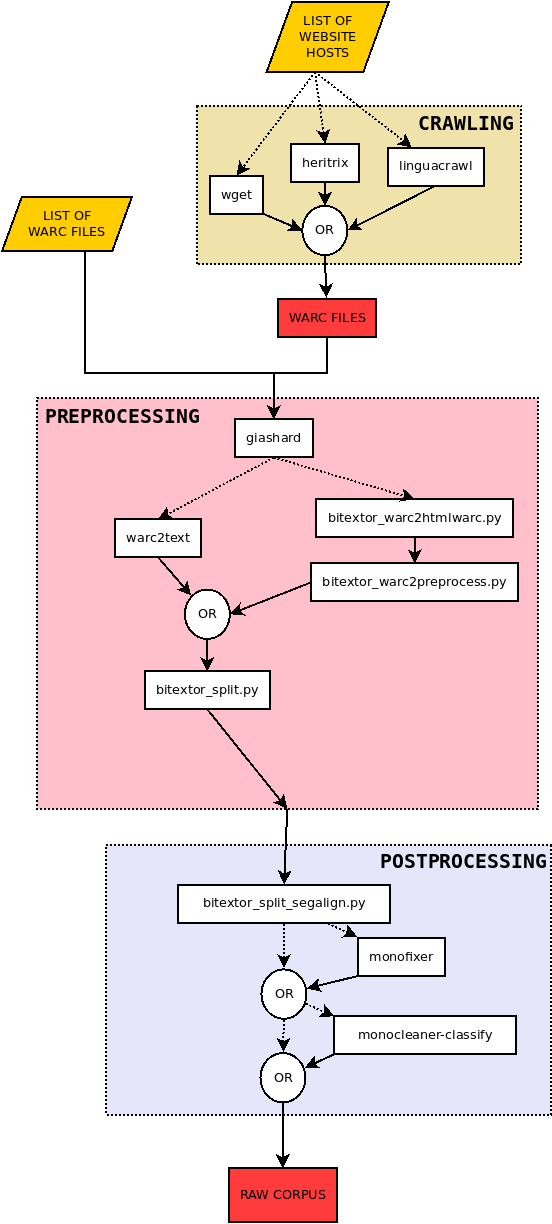 LIST OF
WEBSITE
HOSTS
CRAWLING
heritrix
linguacrawl
wget
OR
LIST OF
WARC FILES
WARC FILES
PREPROCESSING
giashard
warc2text
bitextor_warc2htmlwarc.py
bitextor_warc2preprocess.py
OR
bitextor_split.py
POSTPROCESSING
bitextor_split_segalign.py
monofixer
OR
monocleaner-classify
OR
RAW CORPUS